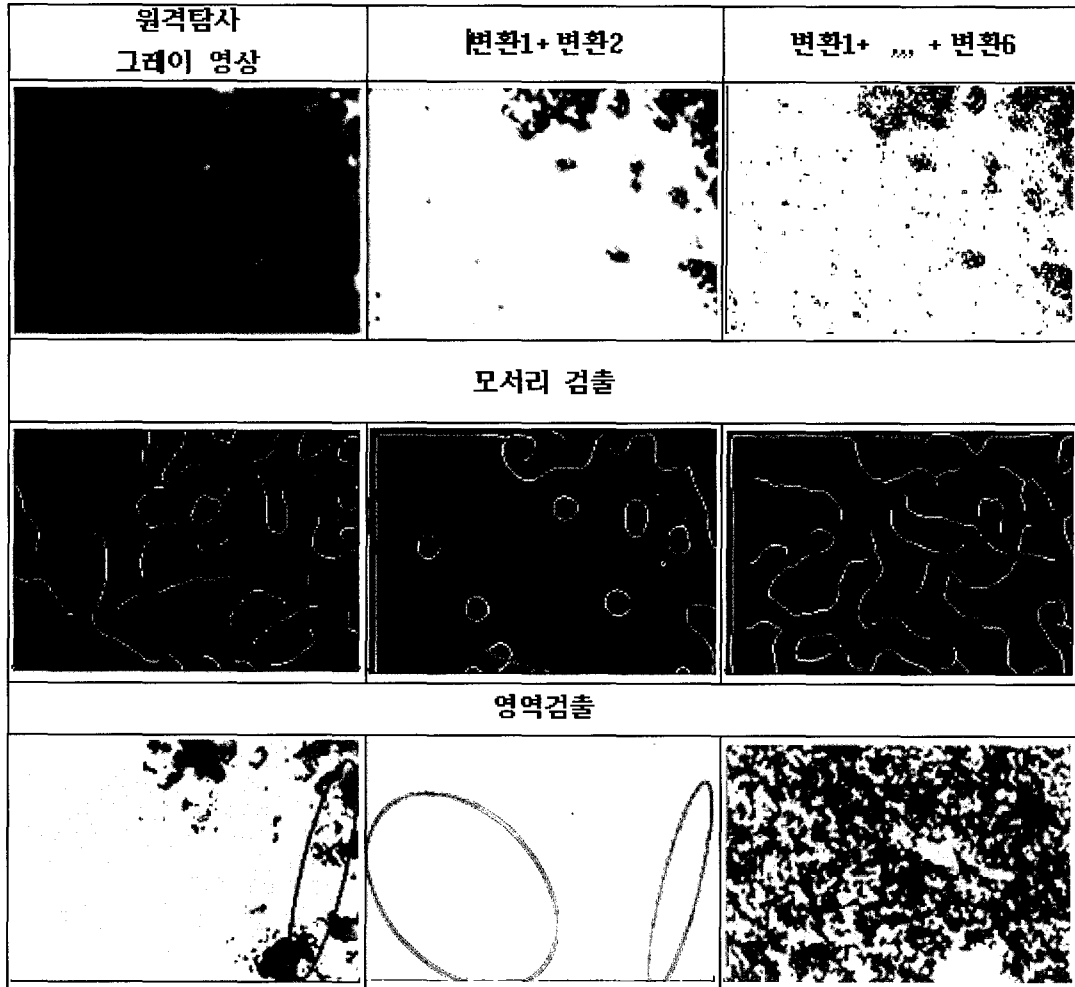 원격탐사
그레이 영상
변환1+ 변환2
변환1+ ,,, + 변환6
모서리 검출
영역검출